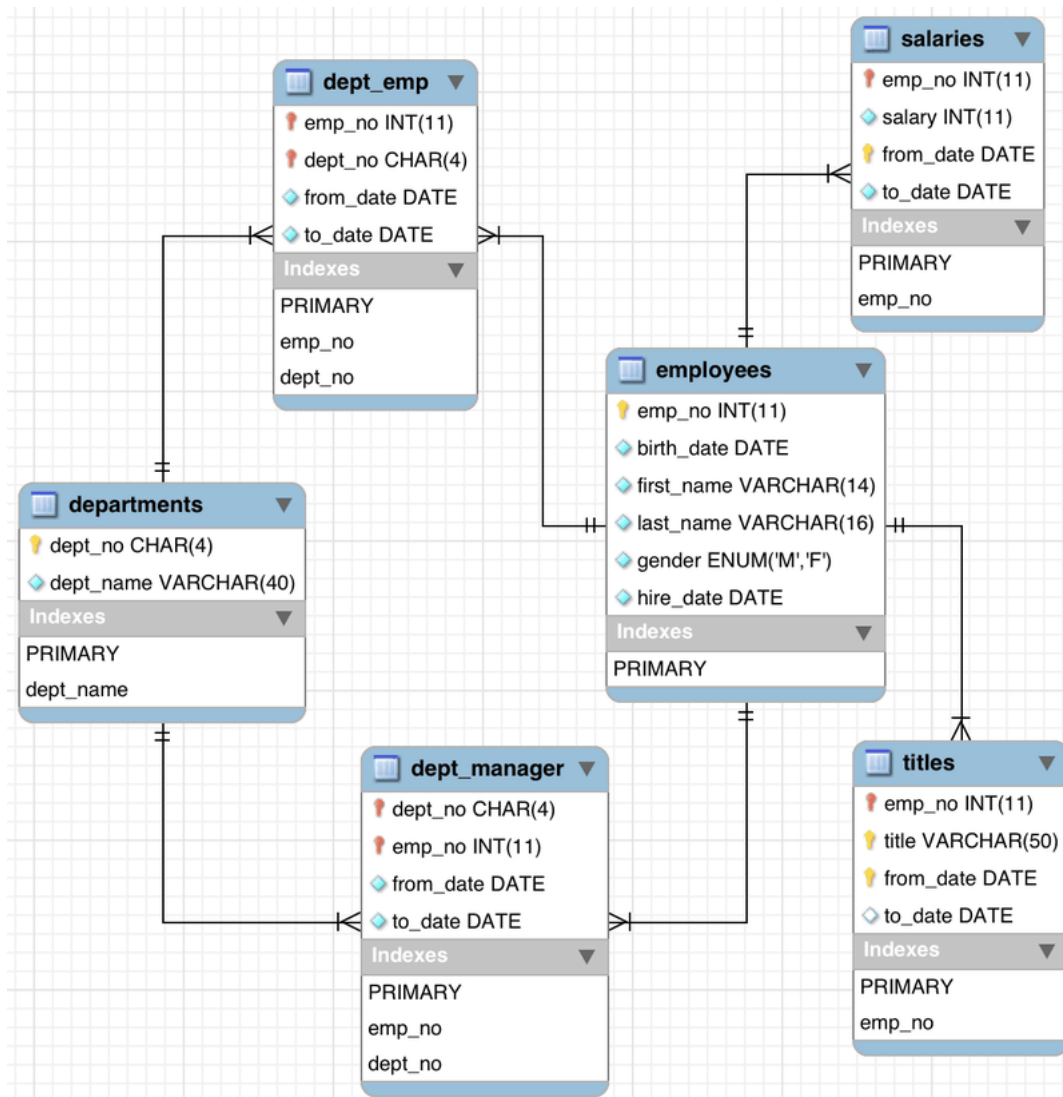 salaries
emp_no INT(11)
salary INT(11)
from_date DATE
to_date DATE
Indexes
PRIMARY
emp_no
dept_emp
emp_no INT(11)
dept_no CHAR(4)
from_date DATE
to_date DATE
Indexes
PRIMARY
emp_no
dept_no
employees
emp_no INT(11)
birth_date DATE
first_name VARCHAR(14)
last_name VARCHAR(16)
gender ENUM('M','F')
hire_date DATE
Indexes
PRIMARY
departments
dept_no CHAR(4)
dept_name VARCHAR(40)
Indexes
PRIMARY
dept_name
dept_manager
dept_no CHAR(4)
emp_no INT(11)
from_date DATE
to_date DATE
Indexes
PRIMARY
emp_no
dept_no
titles
emp_no INT(11)
title VARCHAR(50)
from_date DATE
to_date DATE
Indexes
PRIMARY
emp_no